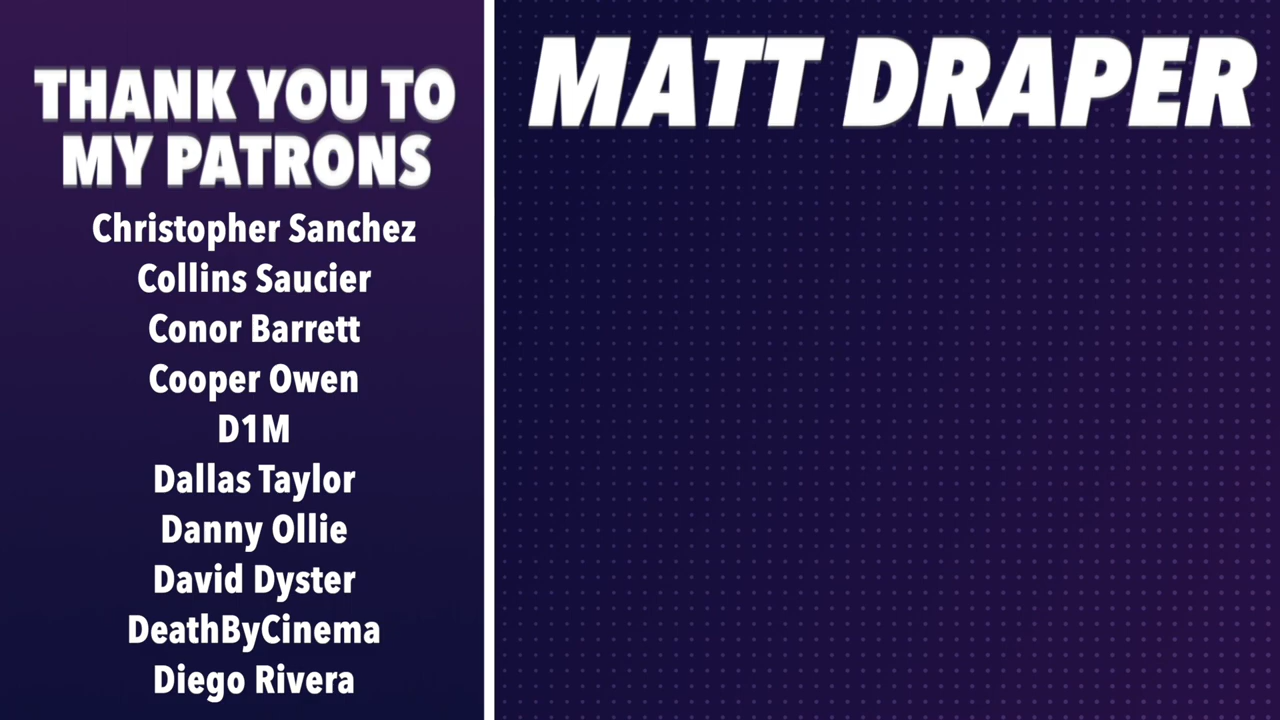 THANK YOU TO
MY PATRONS
Christopher Sanchez
Collins Saucier
Conor Barrett
Cooper Owen
D1M
Dallas Taylor
Danny Ollie
David Dyster
DeathByCinema
Diego Rivera
MATT DRAPER